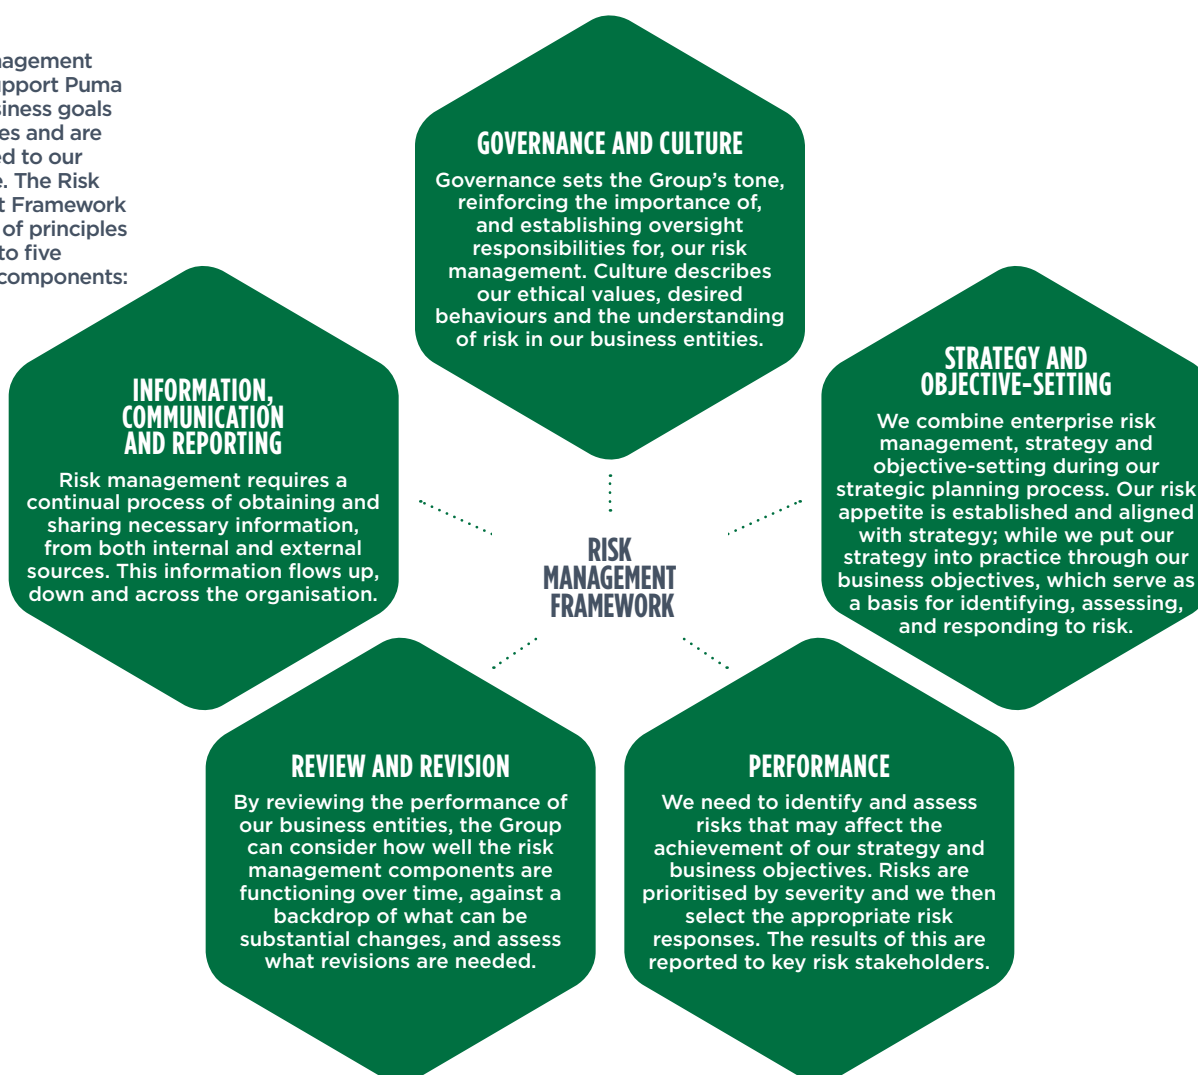 nagement
upport Puma
siness goals
es and are
ed to our
e. The Risk
t Framework
of principles
to five
components:
GOVERNANCE AND CULTURE
Governance sets the Group's tone,
reinforcing the importance of,
and establishing oversight
responsibilities for, our risk
management. Culture describes
our ethical values, desired
behaviours and the understanding
of risk in our business entities.
STRATEGY AND
OBJECTIVE-SETTING
We combine enterprise risk
management, strategy and
objective-setting during our
strategic planning process. Our risk
appetite is established and aligned
with strategy; while we put our
strategy into practice through our
business objectives, which serve as
a basis for identifying, assessing,
and responding to risk.
INFORMATION,
COMMUNICATION
AND REPORTING
Risk management requires a
continual process of obtaining and
sharing necessary information,
from both internal and external
sources. This information flows up,
down and across the organisation.
RISK
MANAGEMENT
FRAMEWORK
REVIEW AND REVISION
By reviewing the performance of
our business entities, the Group
can consider how well the risk
management components are
functioning over time, against a
backdrop of what can be
substantial changes, and assess
what revisions are needed.
PERFORMANCE
We need to identify and assess
risks that may affect the
achievement of our strategy and
business objectives. Risks are
prioritised by severity and we then
select the appropriate risk
responses. The results of this are
reported to key risk stakeholders.